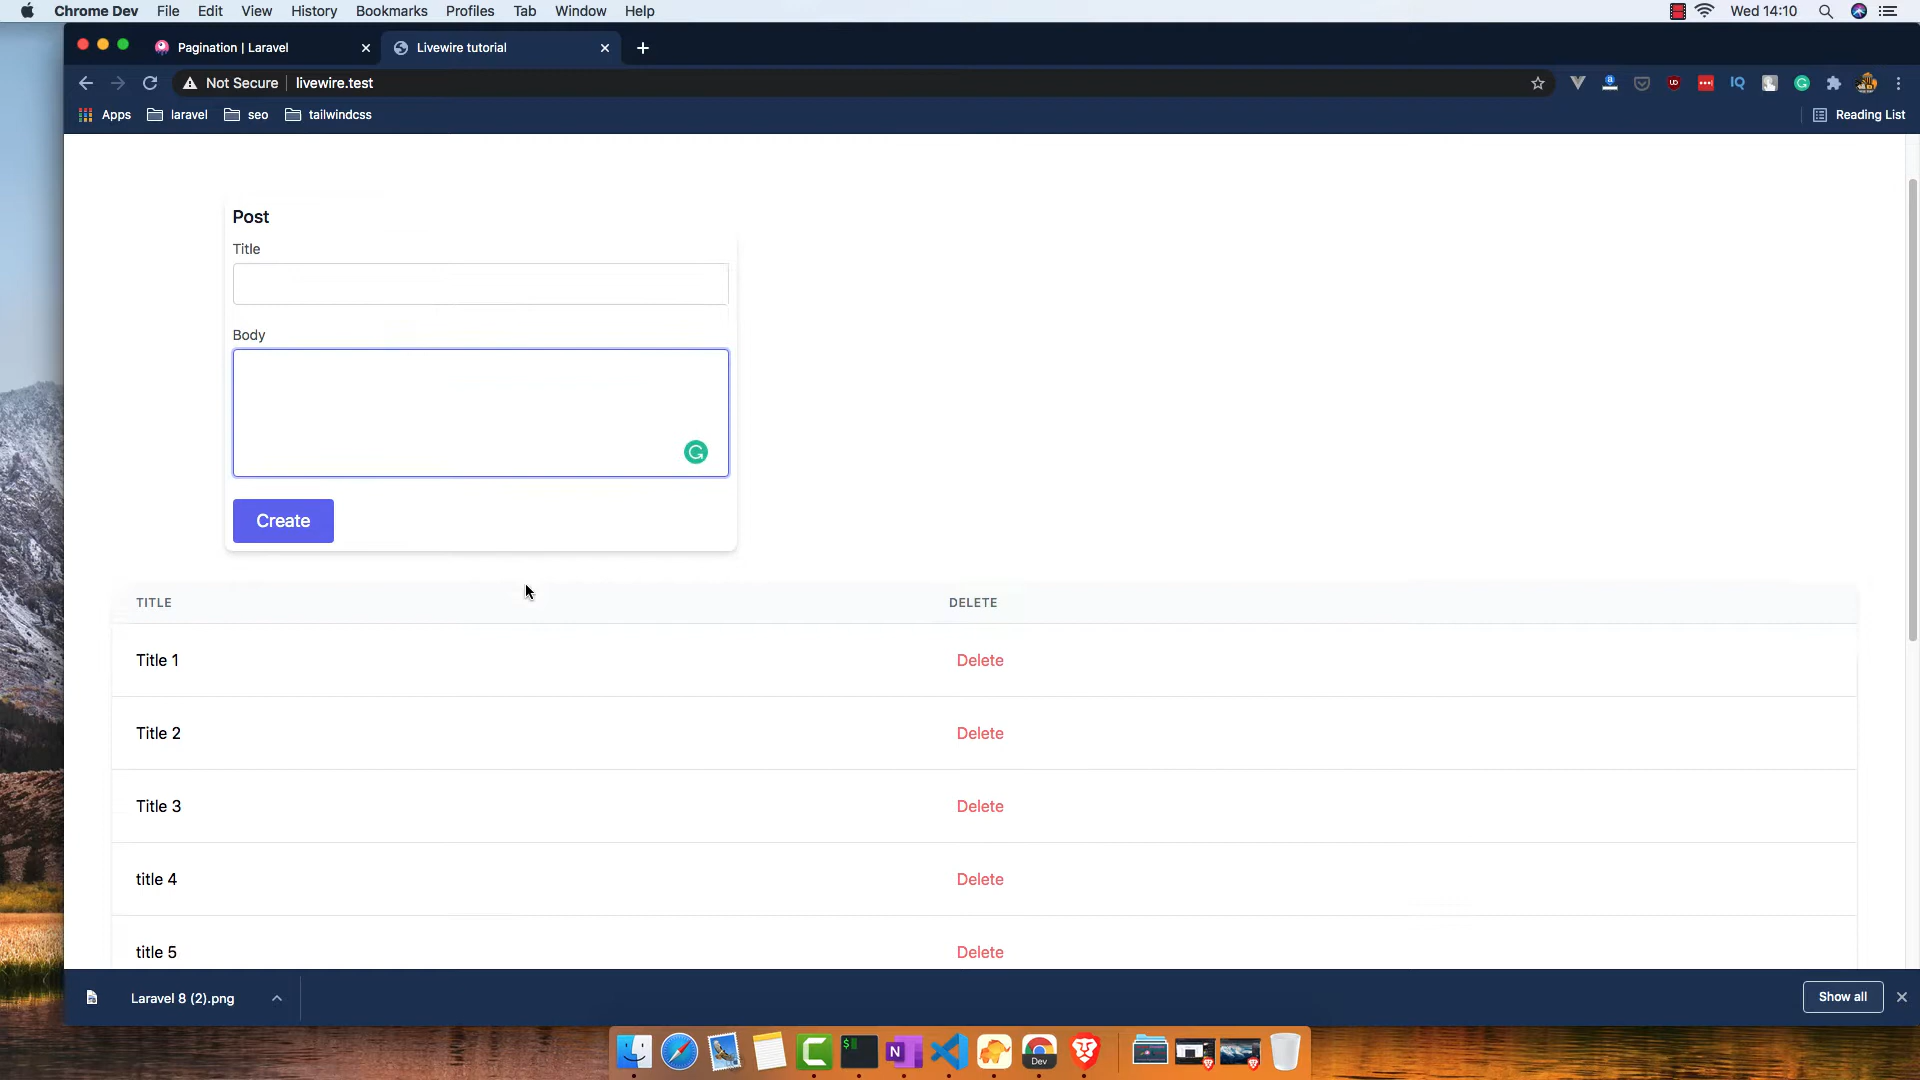 Chrome Dev File Edit View History Bookmarks Profiles Tab Window Help Wed 14:10
Pagination | Laravel Livewire tutorial
Not Secure livewire.test
Apps laravel seo tailwindcss Reading List
Post
Title
Body
Create
TITLE DELETE
Title 1 Delete
Title 2 Delete
Title 3 Delete
title 4 Delete
title 5 Delete
Laravel 8 (2).png Show all
Dev